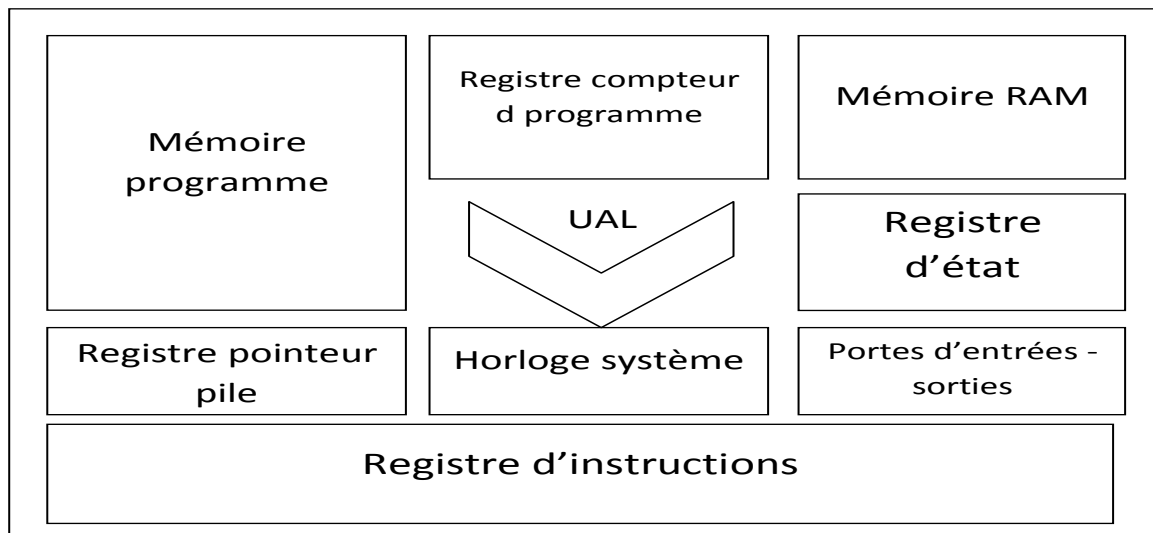 Mémoire
programme
Registre compteur
d programme
Mémoire RAM
UAL
Registre
d’état
Registre pointeur
pile
Horloge système
Portes d’entrées -
sorties
Registre d’instructions